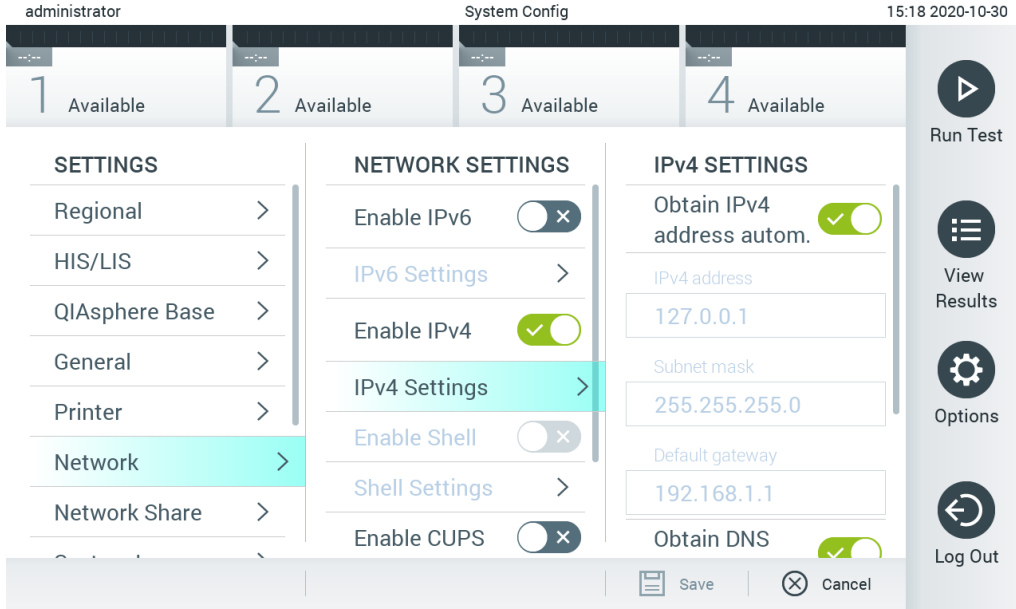 administrator
System Config
15:18 2020-10-30
--:--
1 Available
--:--
2 Available
--:--
3 Available
--:--
4 Available
SETTINGS
Regional
HIS/LIS
QIAsphere Base
General
Printer
Network
Network Share
NETWORK SETTINGS
Enable IPv6
IPv6 Settings
Enable IPv4
IPv4 Settings
Enable Shell
Shell Settings
Enable CUPS
IPv4 SETTINGS
Obtain IPv4
address autom.
IPv4 address
127.0.0.1
Subnet mask
255.255.255.0
Default gateway
192.168.1.1
Obtain DNS
Save
Cancel
Run Test
View
Results
Options
Log Out